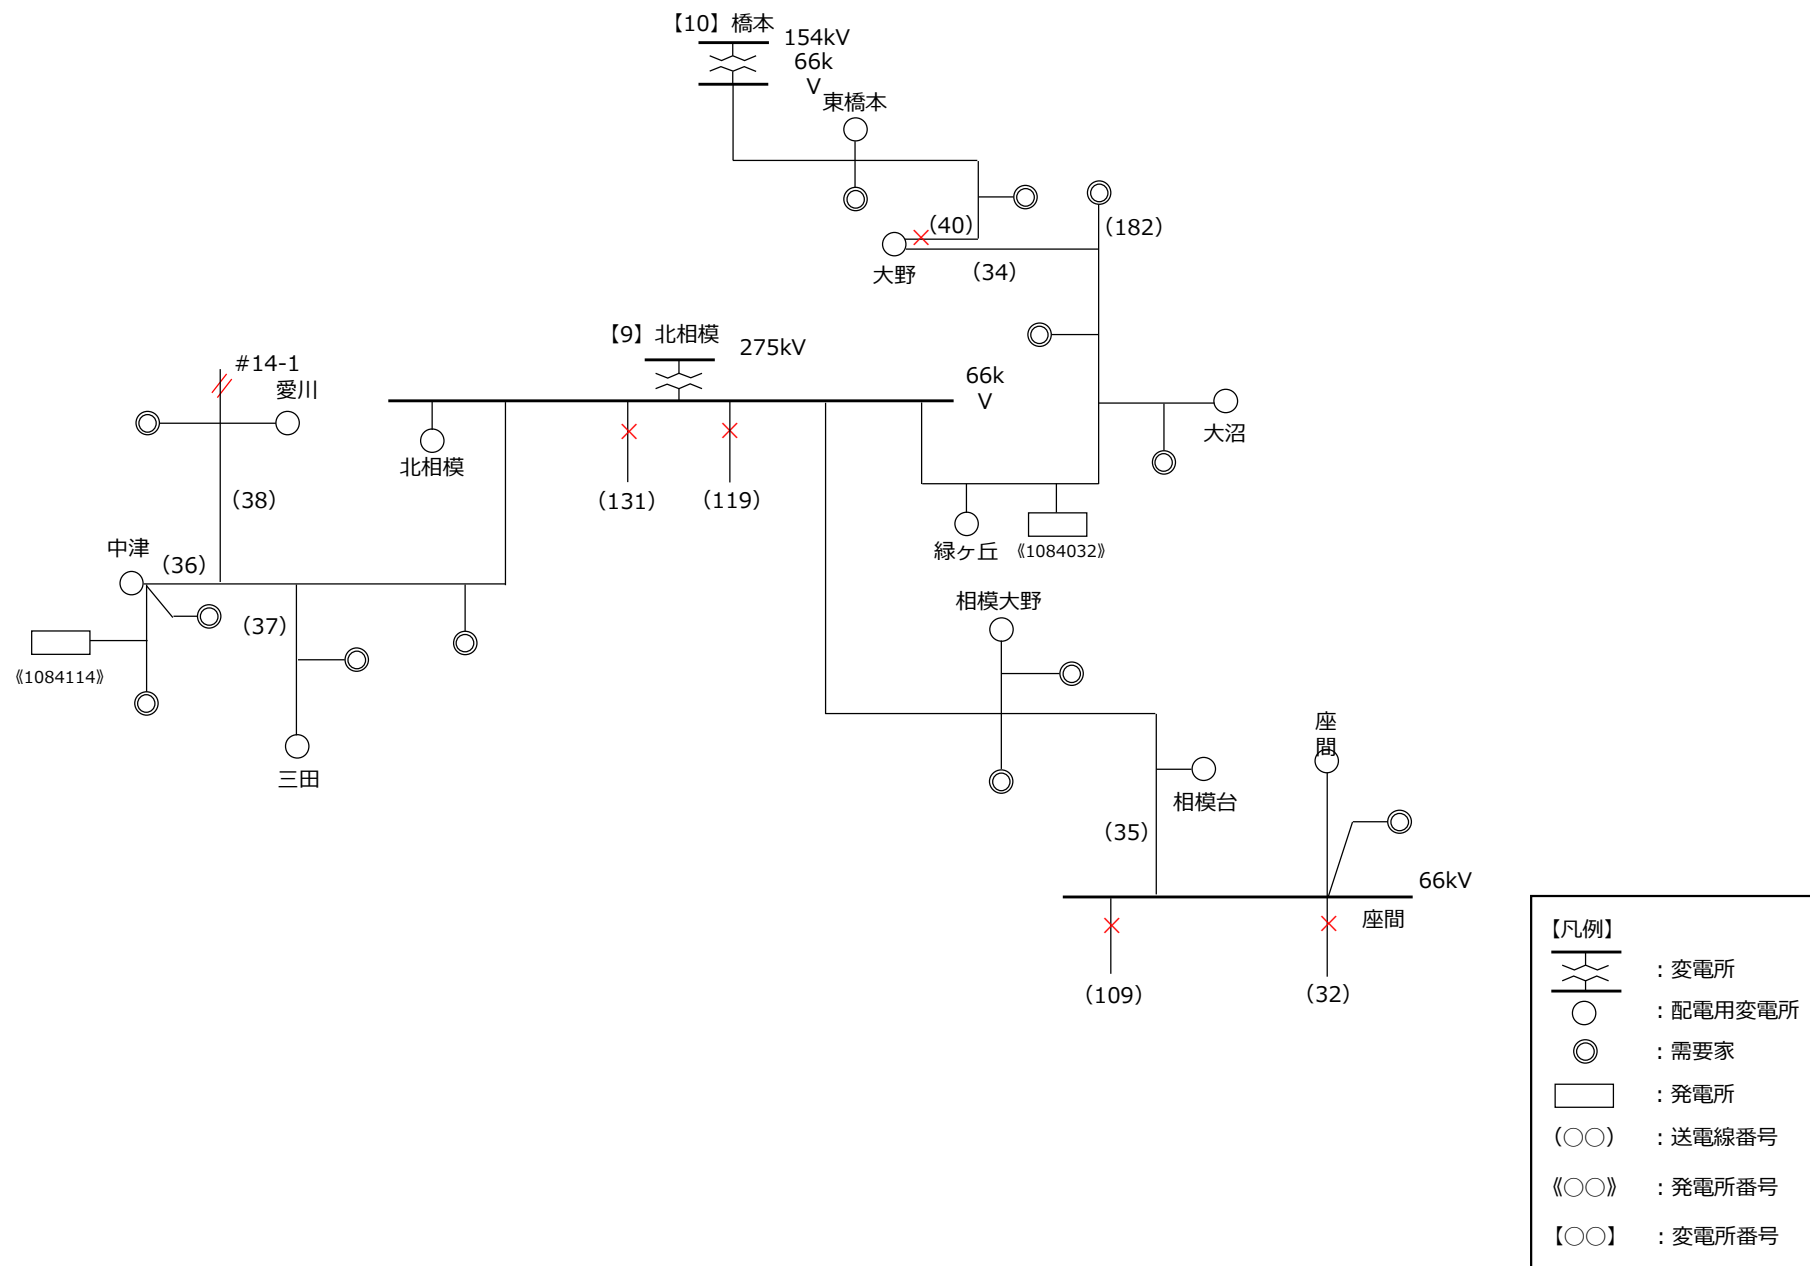 【10】橋本
154kV
66k
V
東橋本
(40)
(182)
大野
(34)
【9】北相模
275kV
66k
V
#14-1
愛川
北相模
大沼
(38)
(131)
(119)
緑ヶ丘
《1084032》
中津
(36)
(37)
《1084114》
三田
相模大野
座
間
相模台
(35)
66kV
座間
(109)
(32)
【凡例】
:変電所
:配電用変電所
:需要家
:発電所
(○○) :送電線番号
《○○》 :発電所番号
【○○】 :変電所番号